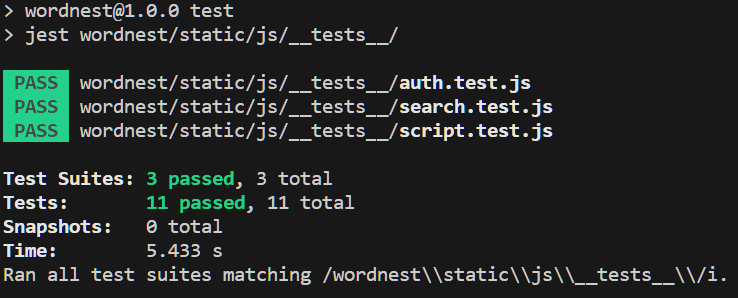 > wordnest@1.0.0 test
> jest wordnest/static/js/__tests__/
PASS wordnest/static/js/__tests__/auth.test.js
PASS wordnest/static/js/__tests__/search.test.js
PASS wordnest/static/js/__tests__/script.test.js
Test Suites: 3 passed, 3 total
Tests: 11 passed, 11 total
Snapshots: 0 total
Time: 5.433 s
Ran all test suites matching /wordnest\\static\\js\\__tests__\\/i.